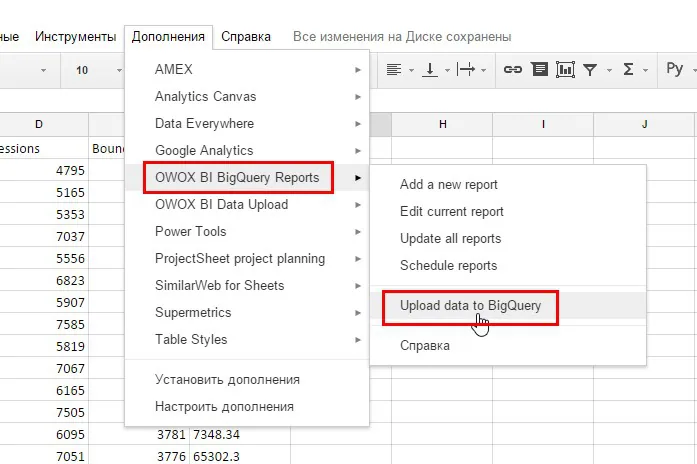 ные Инструменты Дополнения Справка Все изменения на Диске сохранены
10 Σ Ру
AMEX
Analytics Canvas
Data Everywhere
D H I J
essions Boun
Google Analytics
4795
OWOX BI BigQuery Reports
Add a new report
5165
OWOX BI Data Upload
Edit current report
5353
Power Tools
Update all reports
7037
ProjectSheet project planning
Schedule reports
5556
SimilarWeb for Sheets
6823
Supermetrics
Upload data to BigQuery
5907
Table Styles
7585
Справка
5819
7067
Установить дополнения
6165
Настроить дополнения
7505
6095 3781 7348.34
7051 3776 65302.3